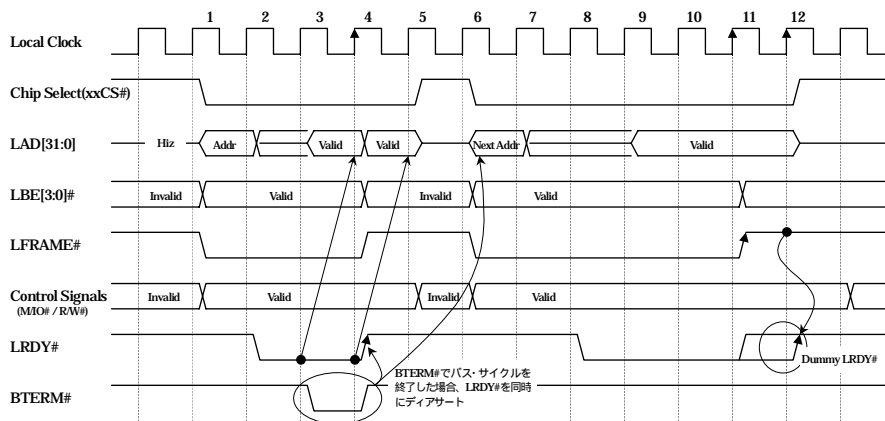 1 2 3 4 5 6 7 8 9 10 11 12
Local Clock
Chip Select(xxCS#)
LAD[31:0] Hiz Addr Valid Valid Next Addr Valid
LBE[3:0]# Invalid Valid Invalid Valid
LFRAME#
Control Signals Invalid Valid Invalid Valid
(M/IO# / R/W#)
LRDY# Dummy LRDY#
BTERM#でバス・サイクルを
終了した場合、LRDY#を同時
にディアサート
BTERM#